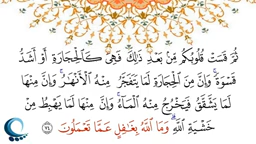 ثُمَّ قَسَتْ قُلُوبُكُم مِّنۢ بَعْدِ ذَٰلِكَ فَهِىَ كَٱلْحِجَارَةِ أَوْ أَشَدُّ
قَسْوَةً ۚ وَإِنَّ مِنَ ٱلْحِجَارَةِ لَمَا يَتَفَجَّرُ مِنْهُ ٱلْأَنْهَٰرُ ۚ وَإِنَّ مِنْهَا
لَمَا يَشَّقَّقُ فَيَخْرُجُ مِنْهُ ٱلْمَآءُ ۚ وَإِنَّ مِنْهَا لَمَا يَهْبِطُ مِنْ
خَشْيَةِ ٱللَّهِ ۗ وَمَا ٱللَّهُ بِغَٰفِلٍ عَمَّا تَعْمَلُونَ ٧٤